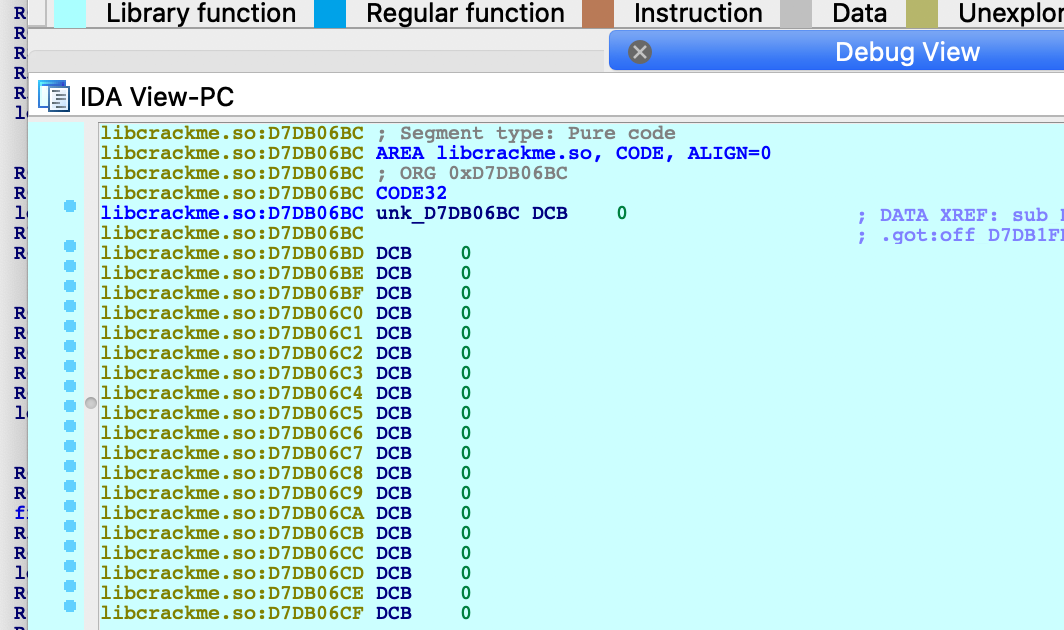 Library function Regular function Instruction Data Unexplor
Debug View
IDA View-PC
libcrackme.so:D7DB06BC ; Segment type: Pure code
libcrackme.so:D7DB06BC AREA libcrackme.so, CODE, ALIGN=0
libcrackme.so:D7DB06BC ; ORG 0xD7DB06BC
libcrackme.so:D7DB06BC CODE32
libcrackme.so:D7DB06BC unk_D7DB06BC DCB 0 ; DATA XREF: sub
libcrackme.so:D7DB06BC ; .got:off D7DB1F
libcrackme.so:D7DB06BD DCB 0
libcrackme.so:D7DB06BE DCB 0
libcrackme.so:D7DB06BF DCB 0
libcrackme.so:D7DB06C0 DCB 0
libcrackme.so:D7DB06C1 DCB 0
libcrackme.so:D7DB06C2 DCB 0
libcrackme.so:D7DB06C3 DCB 0
libcrackme.so:D7DB06C4 DCB 0
libcrackme.so:D7DB06C5 DCB 0
libcrackme.so:D7DB06C6 DCB 0
libcrackme.so:D7DB06C7 DCB 0
libcrackme.so:D7DB06C8 DCB 0
libcrackme.so:D7DB06C9 DCB 0
libcrackme.so:D7DB06CA DCB 0
libcrackme.so:D7DB06CB DCB 0
libcrackme.so:D7DB06CC DCB 0
libcrackme.so:D7DB06CD DCB 0
libcrackme.so:D7DB06CE DCB 0
libcrackme.so:D7DB06CF DCB 0